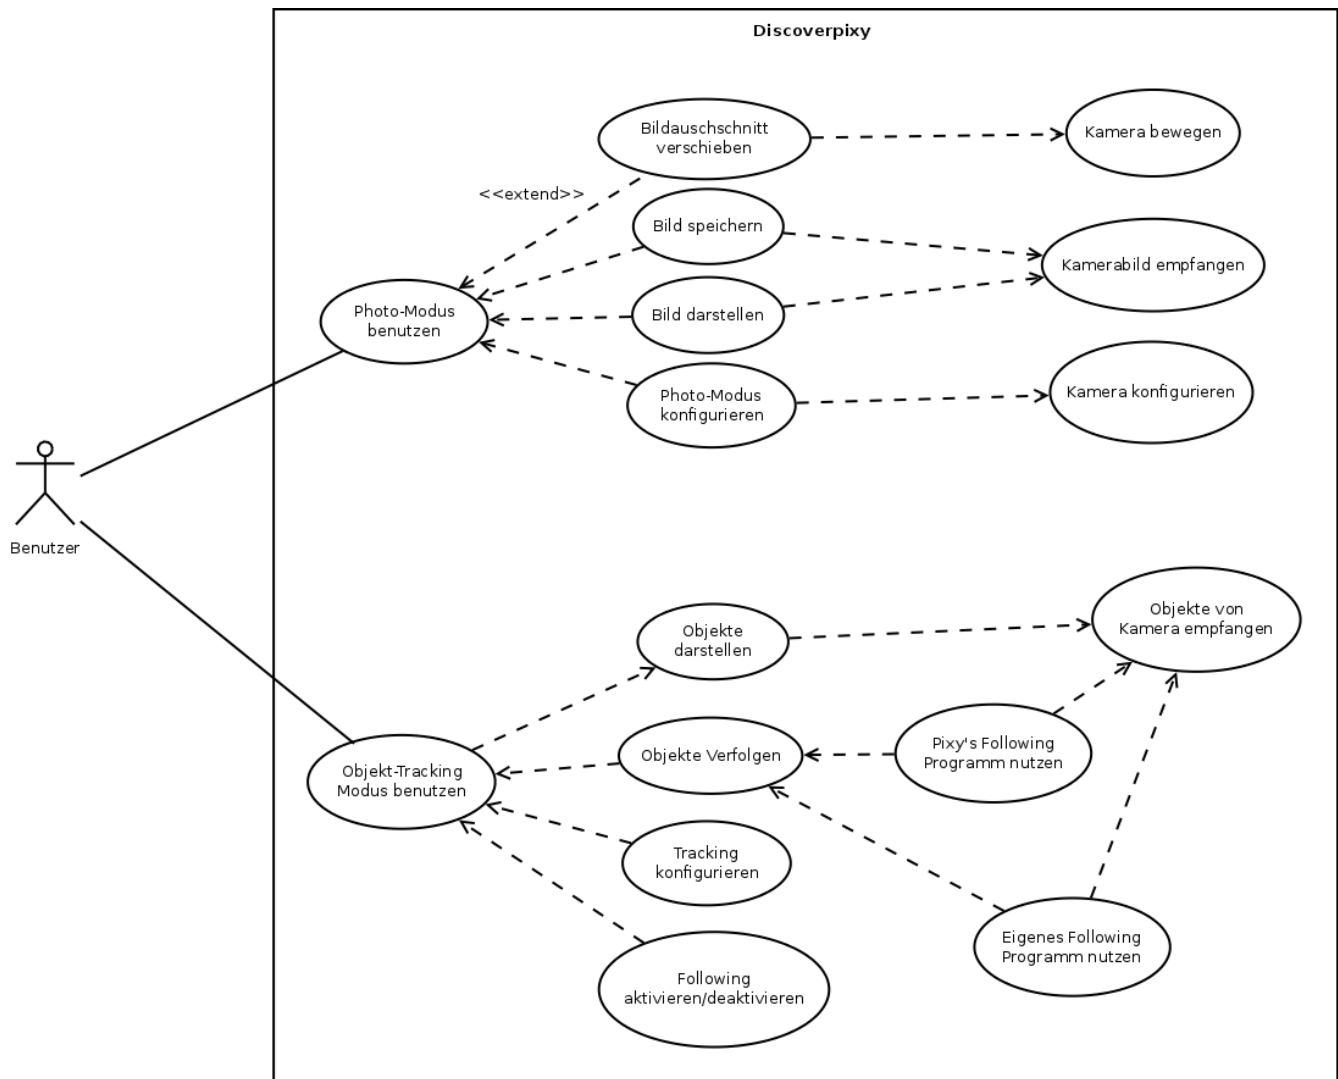 Discoverpixy
Bildauschschnitt
verschieben
Kamera bewegen
<<extend>>
Bild speichern
Kamerabild empfangen
Photo-Modus
benutzen
Bild darstellen
Photo-Modus
konfigurieren
Kamera konfigurieren
Benutzer
Objekte von
Kamera empfangen
Objekte
darstellen
Objekte Verfolgen
Pixy's Following
Programm nutzen
Objekt-Tracking
Modus benutzen
Tracking
konfigurieren
Eigenes Following
Programm nutzen
Following
aktivieren/deaktivieren